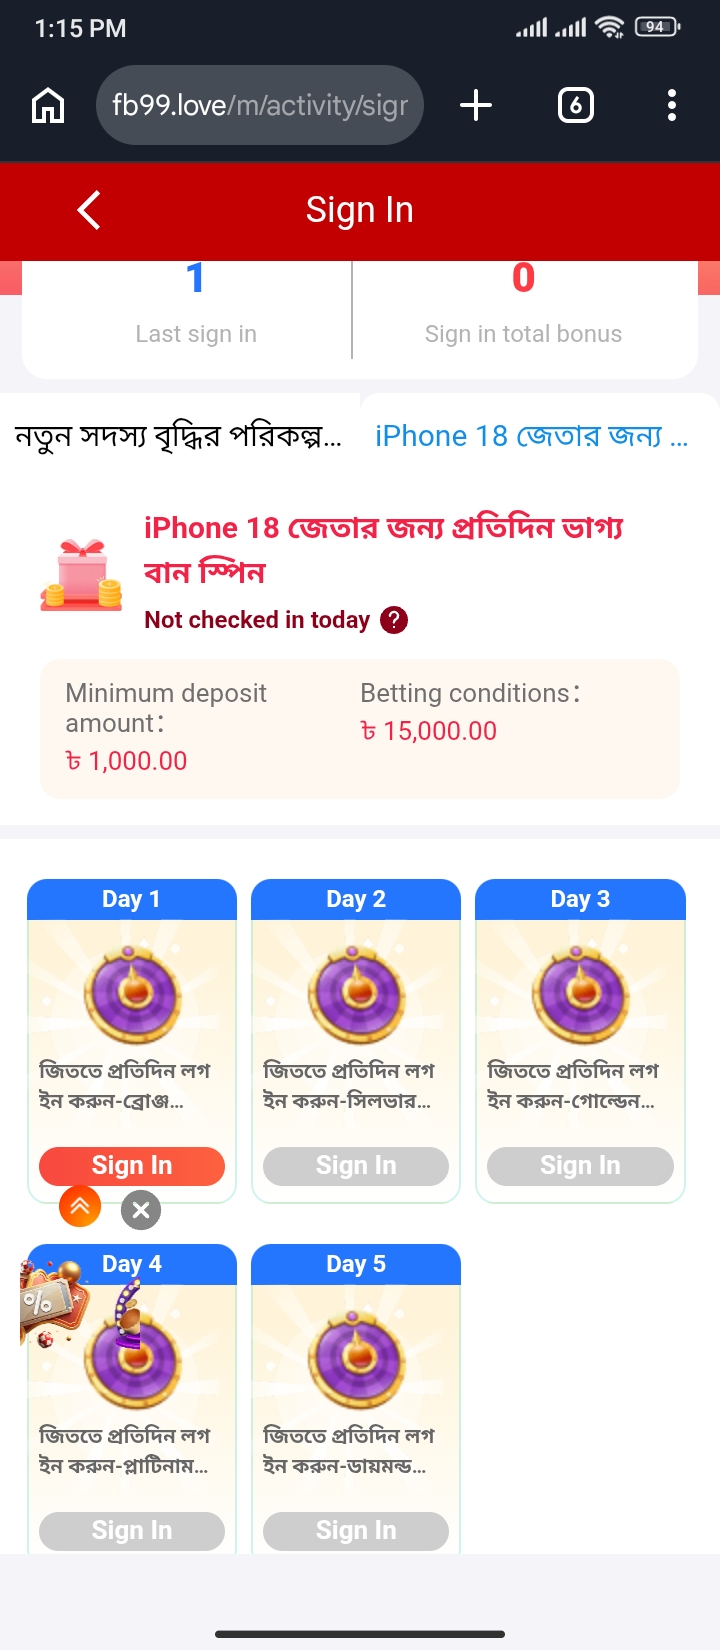 1:15 PM
94
fb99.love/m/activity/sigr
6
Sign In
1
0
Last sign in
Sign in total bonus
নতুন সদস্য বৃদ্ধির পরিকল্প...
iPhone 18 জেতার জন্য ...
iPhone 18 জেতার জন্য প্রতিদিন ভাগ্য
বান স্পিন
Not checked in today ?
Minimum deposit
amount：
৳ 1,000.00
Betting conditions：
৳ 15,000.00
Day 1
জিততে প্রতিদিন লগ
ইন করুন-ব্রোঞ্জ...
Sign In
Day 2
জিততে প্রতিদিন লগ
ইন করুন-সিলভার...
Sign In
Day 3
জিততে প্রতিদিন লগ
ইন করুন-গোল্ডেন...
Sign In
Day 4
%
জিততে প্রতিদিন লগ
ইন করুন-প্লাটিনাম...
Sign In
Day 5
জিততে প্রতিদিন লগ
ইন করুন-ডায়মন্ড...
Sign In